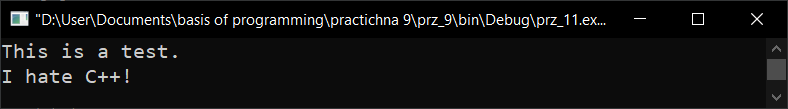 "D:\User\Documents\basis of programming\practichna 9\prz_9\bin\Debug\prz_11.ex...
This is a test.
I hate C++!